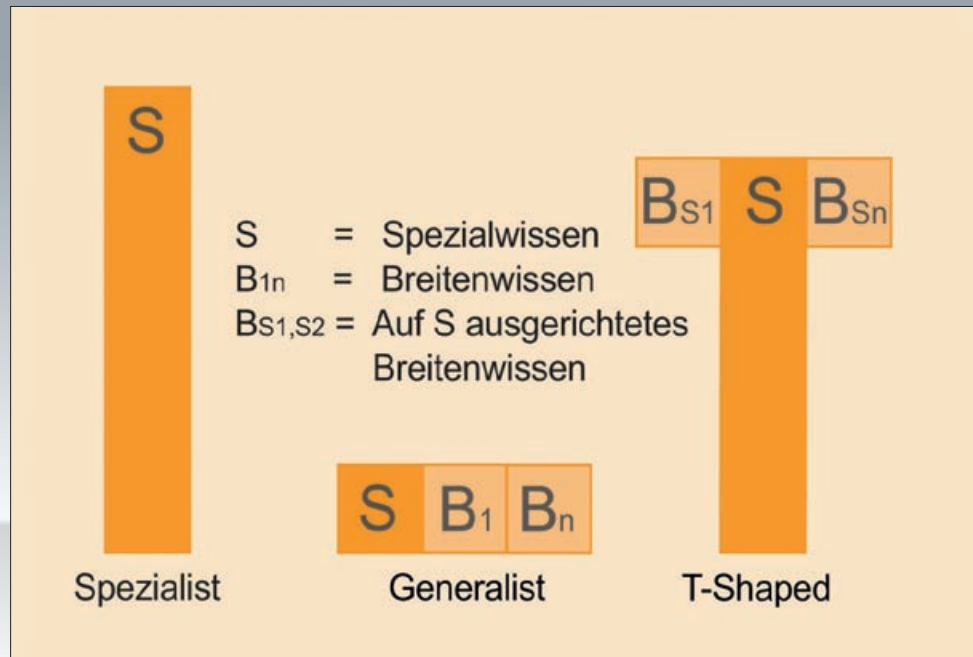 S
S = Spezialwissen
B1n = Breitenwissen
BS1,S2 = Auf S ausgerichtetes
Breitenwissen
BS1 S BSn
S B1 Bn
Spezialist Generalist T-Shaped